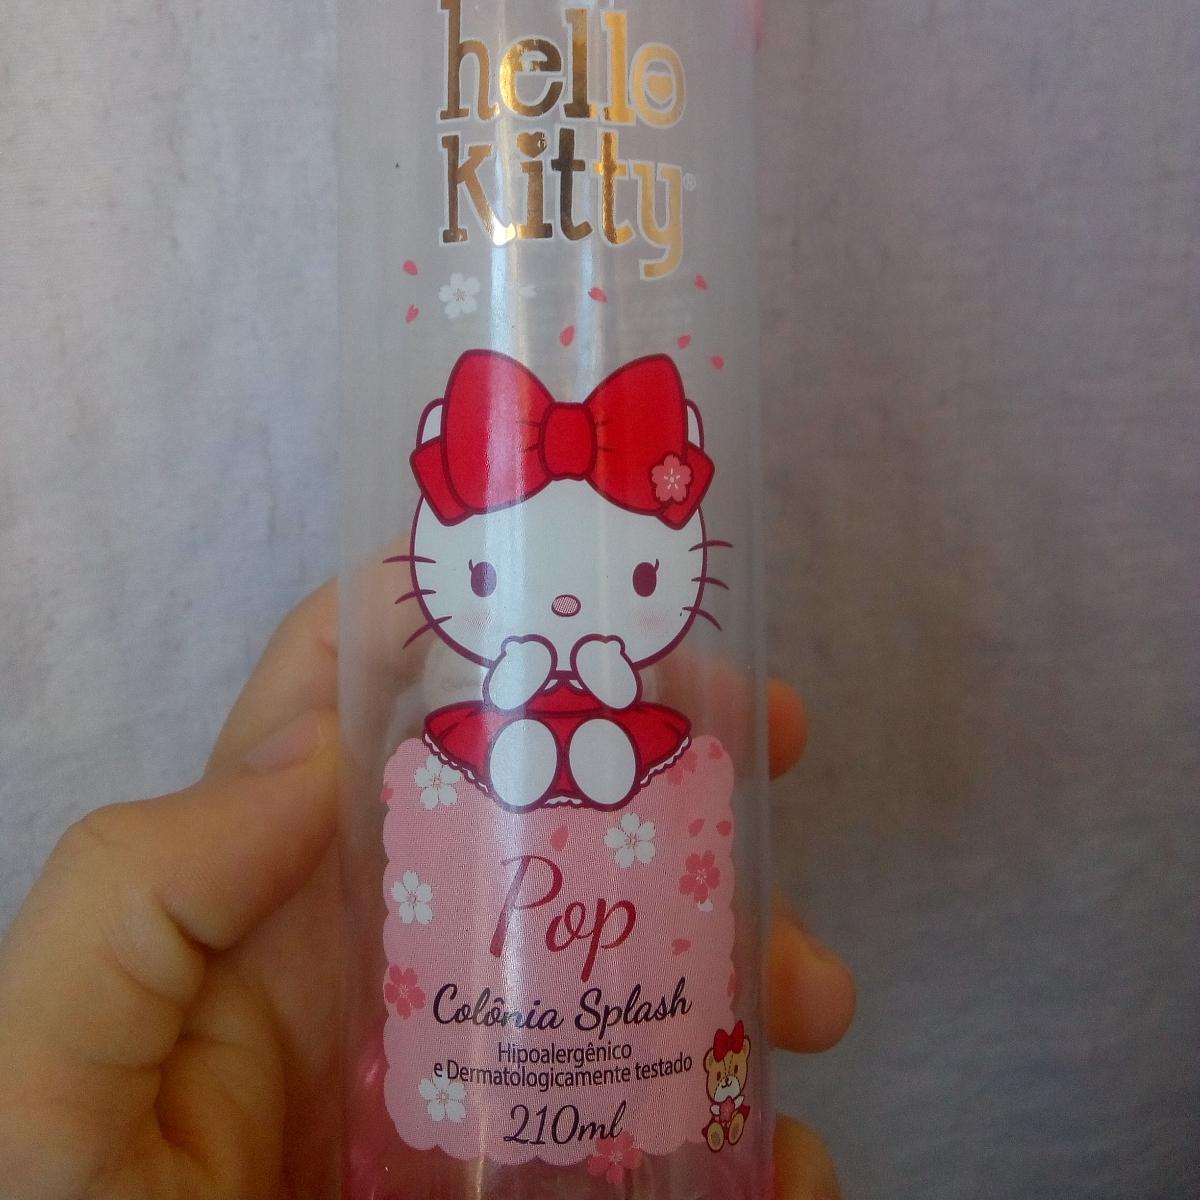 hello
kitty®
Pop
Colônia Splash
Hipoalergênico
e Dermatologicamente testado
210ml